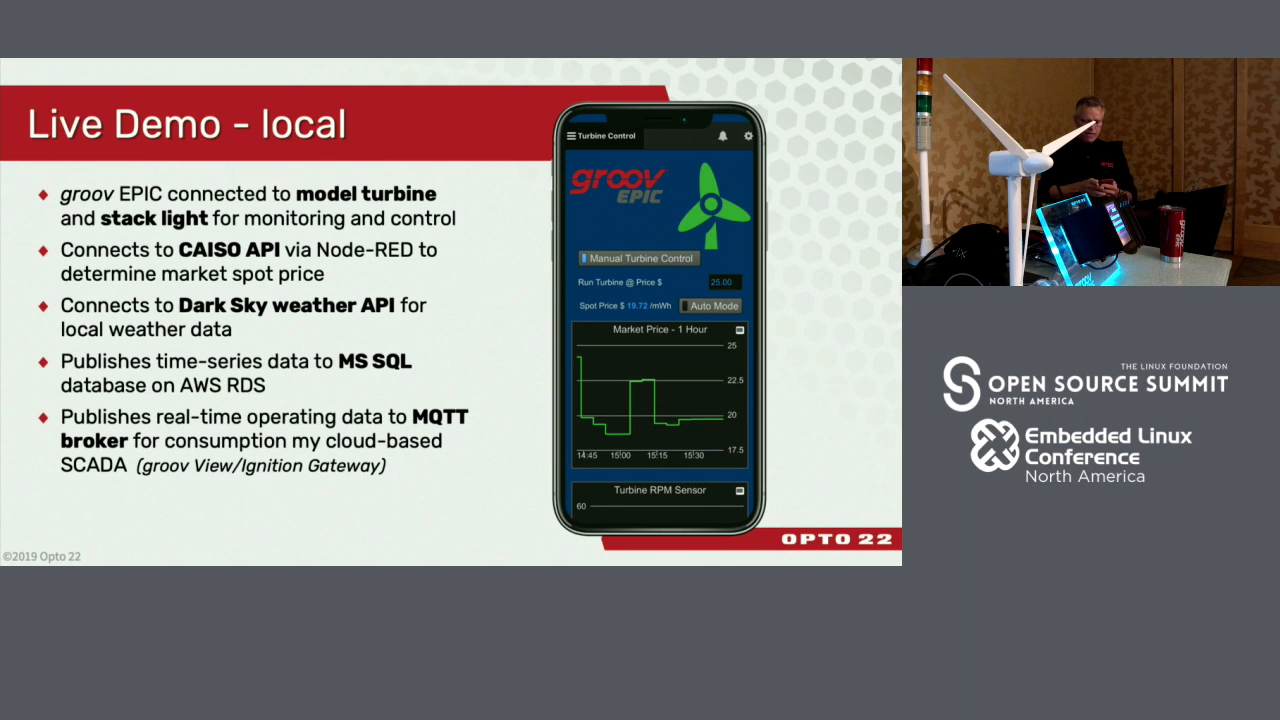 Live Demo - local
groov EPIC connected to model turbine
and stack light for monitoring and control
Connects to CAISO API via Node-RED to
determine market spot price
Connects to Dark Sky weather API for
local weather data
Publishes time-series data to MS SQL
database on AWS RDS
Publishes real-time operating data to MQTT
broker for consumption my cloud-based
SCADA (groov View/Ignition Gateway)
©2019 Opto 22
Turbine Control
groov
EPIC
Manual Turbine Control
Run Turbine @ Price $ 25.00
Spot Price $ 19.72 /mWh Auto Mode
Market Price - 1 Hour
25
22.5
20
17.5
14:45 15:00 15:15 15:30
Turbine RPM Sensor
60
OPTO 22
groov
EPIC
THE LINUX FOUNDATION
OPEN SOURCE SUMMIT
NORTH AMERICA
Embedded Linux
Conference
North America